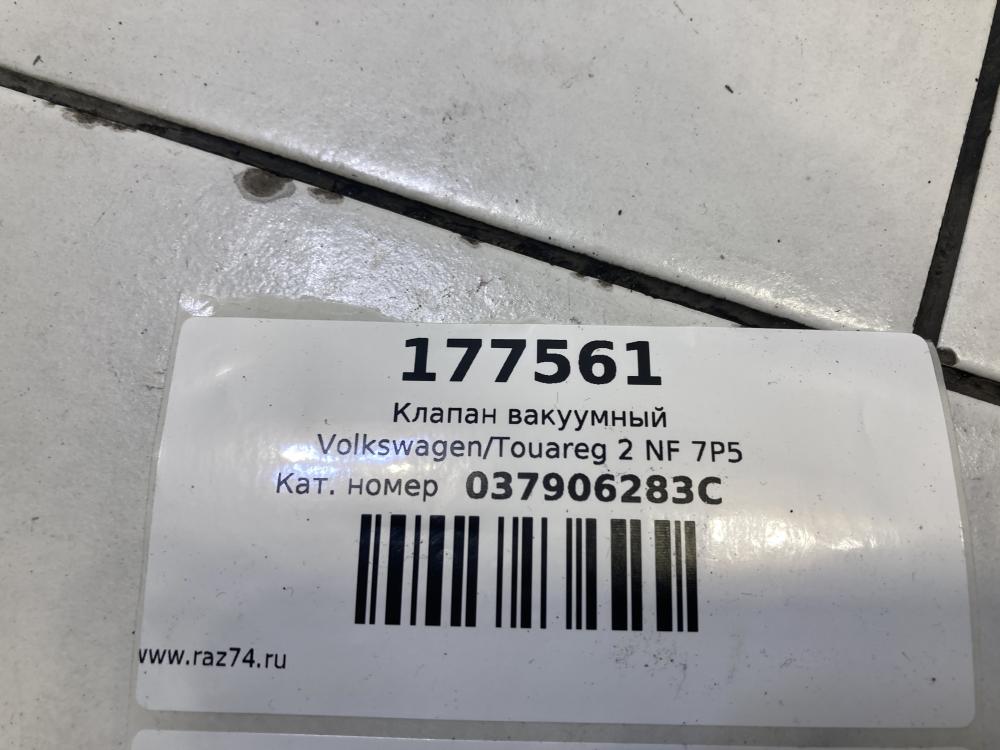 177561
Клапан вакуумный
Volkswagen/Touareg 2 NF 7P5
Кат. номер 037906283C
www.raz74.ru